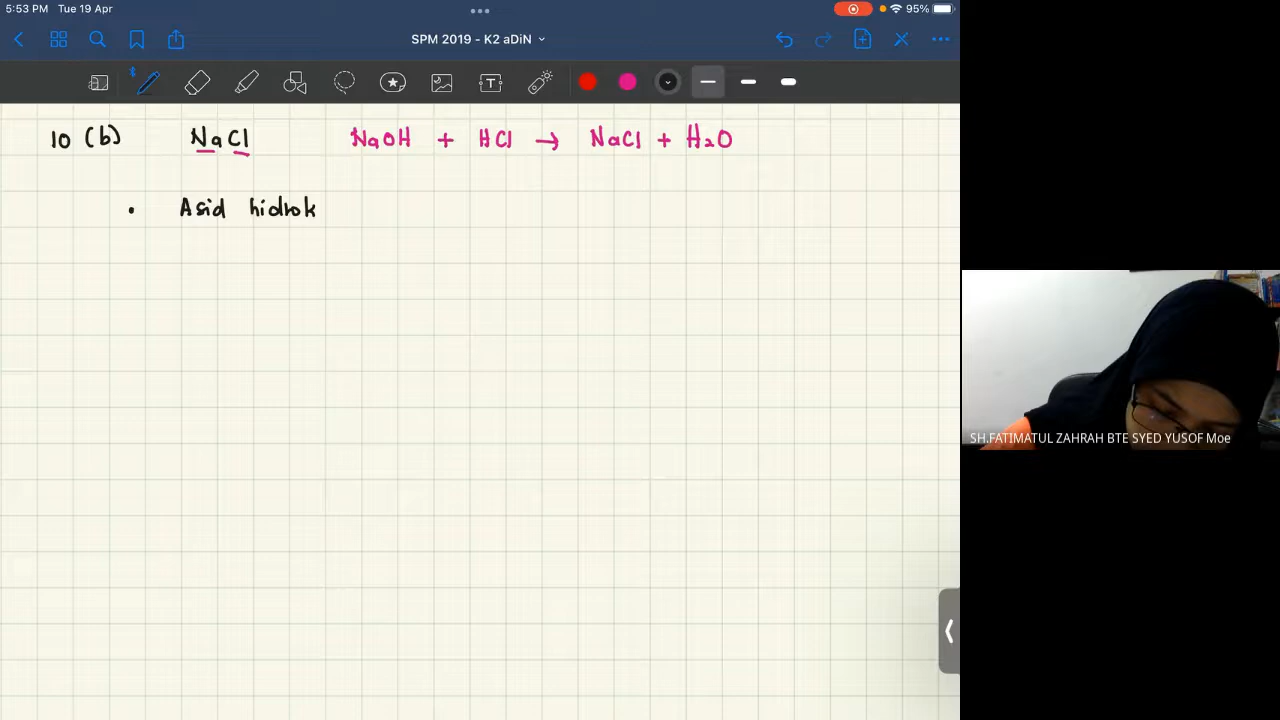 5:53 PM Tue 19 Apr
95%
SPM 2019 - K2 aDiN
10 (b) NaCl NaOH + HCl → NaCl + H₂O
• Asid hidrok
SH.FATIMATUL ZAHRAH BTE SYED YUSOF Moe